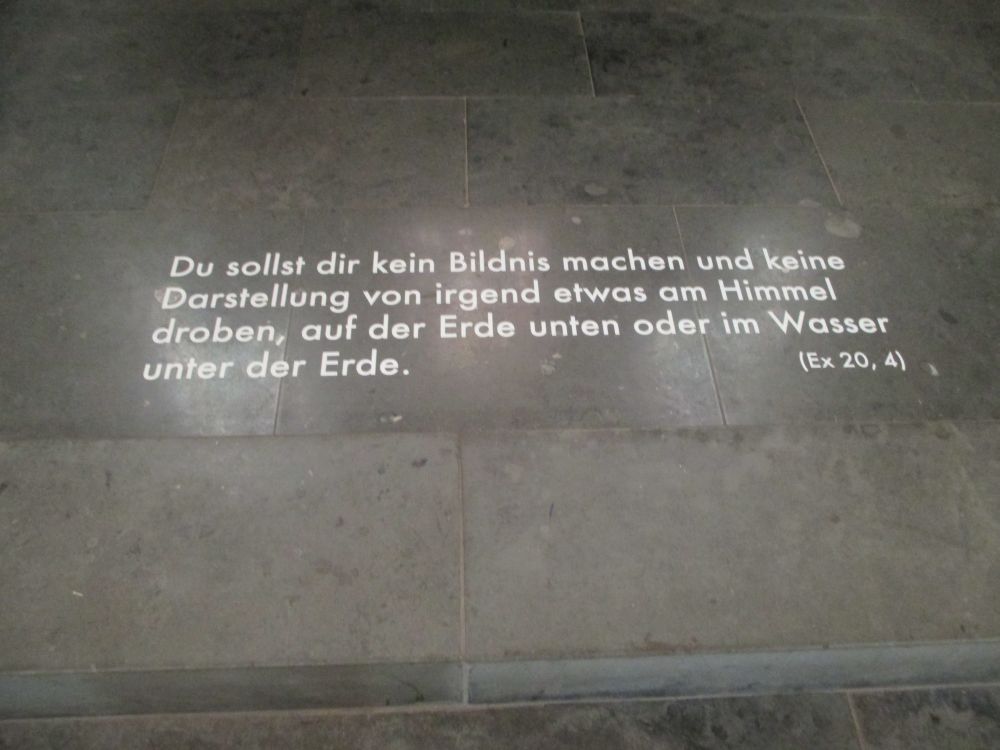 Du sollst dir kein Bildnis machen und keine
Darstellung von irgend etwas am Himmel
droben, auf der Erde unten oder im Wasser
unter der Erde. (Ex 20, 4)